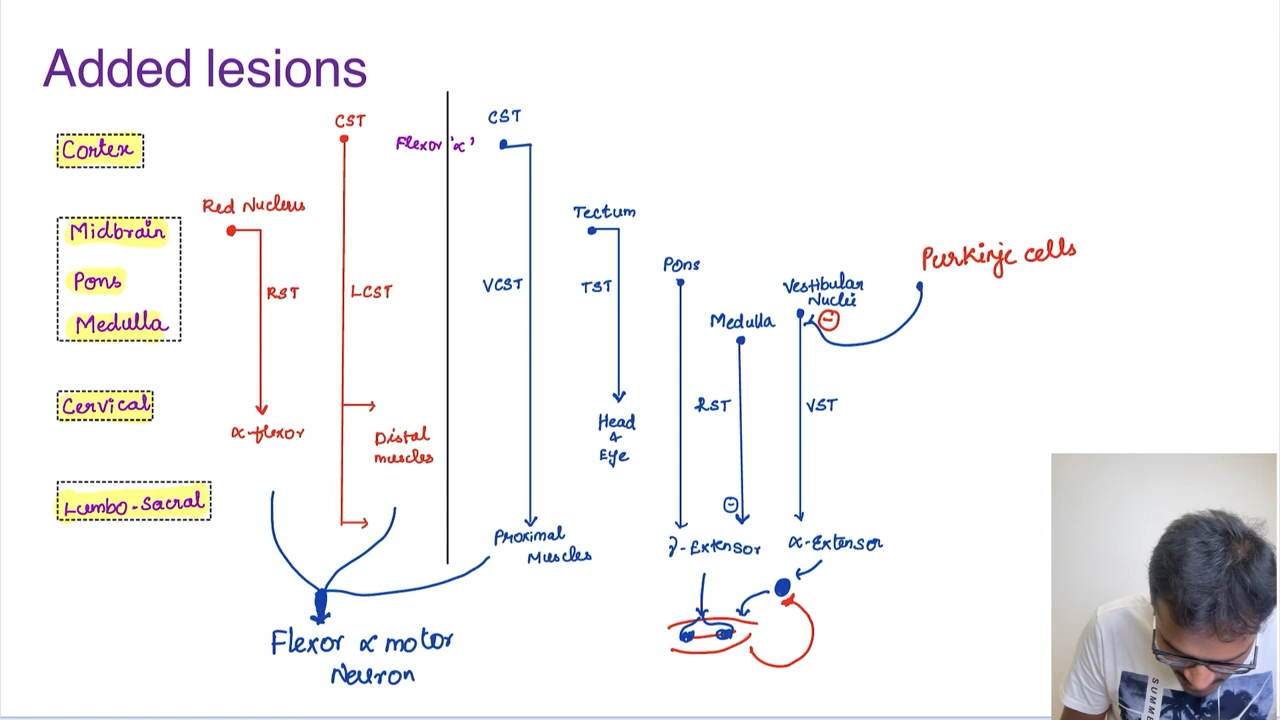 Added lesions
Cortex
Midbrain
Pons
Medulla
Cervical
Lumbo-Sacral
Red Nucleus
RST
α-flexor
CST
LCST
Distal
muscles
Flexor 'α'
CST
VCST
Proximal
Muscles
Tectum
TST
Head
&
Eye
Pons
Medulla
RST
⊖
γ-Extensor
Vestibular
Nuclei
⊖
VST
α-Extensor
Purkinje cells
Flexor α motor
Neuron
SUMME